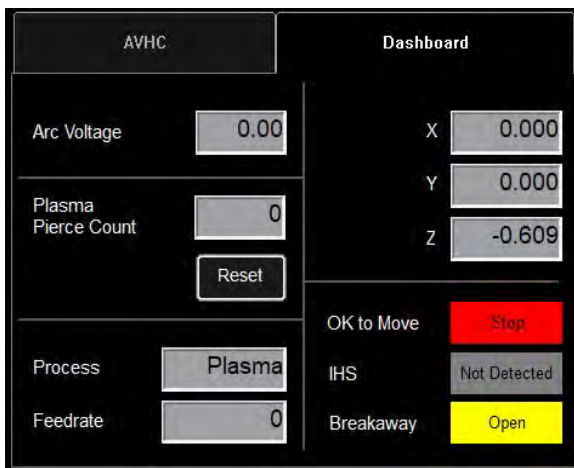 AVHC
Dashboard
Arc Voltage 0.00
Plasma
Pierce Count 0
Reset
Process Plasma
Feedrate 0
X 0.000
Y 0.000
Z -0.609
OK to Move Stop
IHS Not Detected
Breakaway Open